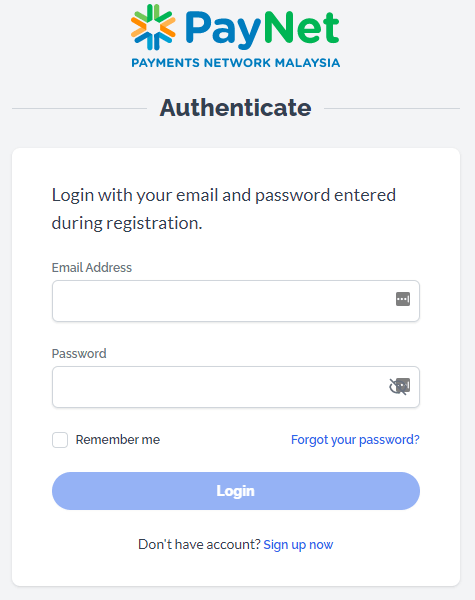 PayNet
PAYMENTS NETWORK MALAYSIA
Authenticate
Login with your email and password entered
during registration.
Email Address
Password
Remember me
Forgot your password?
Login
Don't have account? Sign up now